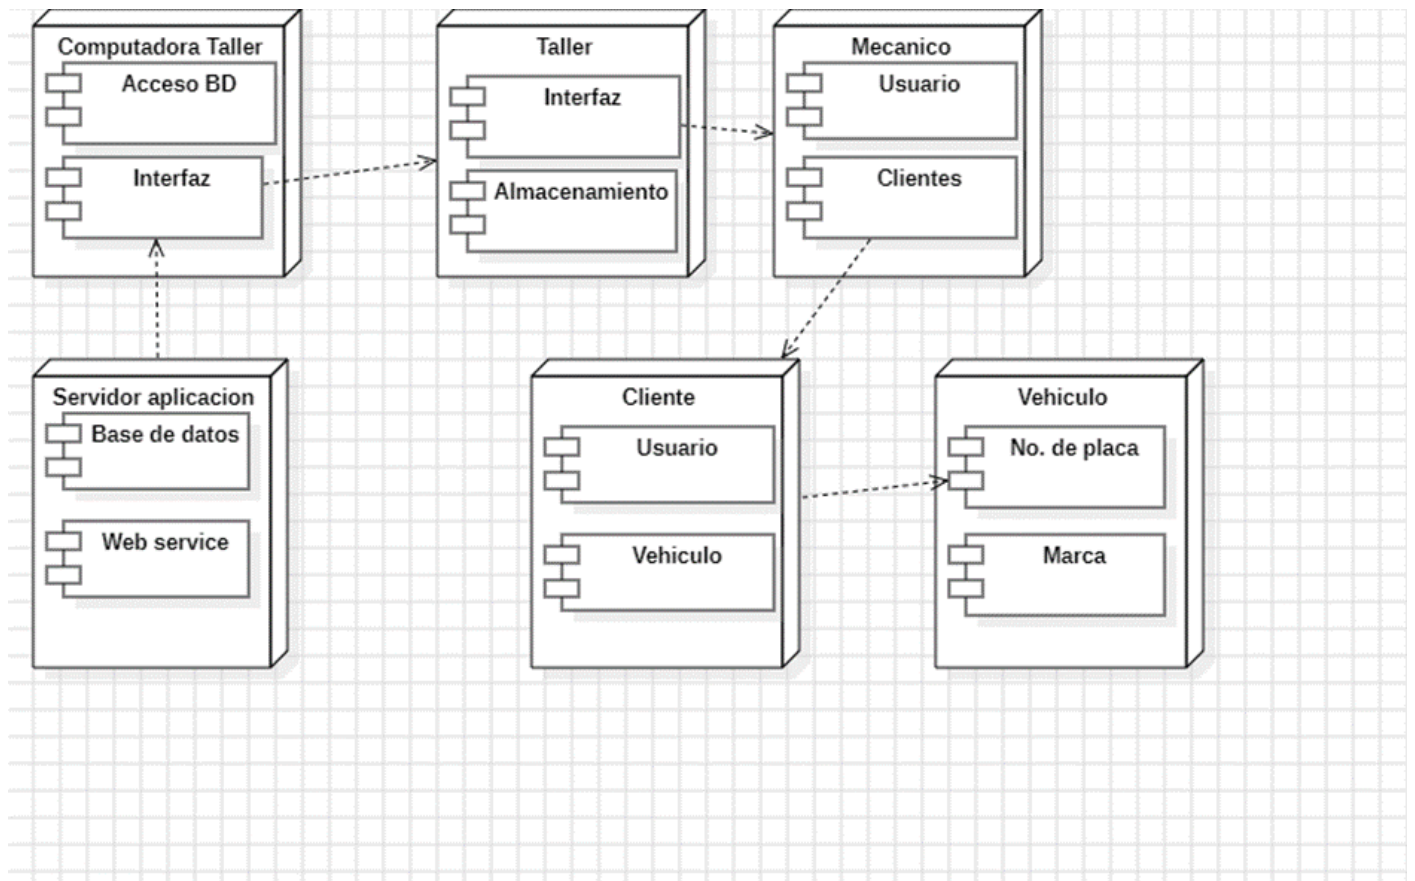 Computadora Taller
Acceso BD
Interfaz
Taller
Interfaz
Almacenamiento
Mecanico
Usuario
Clientes
Servidor aplicacion
Base de datos
Web service
Cliente
Usuario
Vehiculo
Vehiculo
No. de placa
Marca